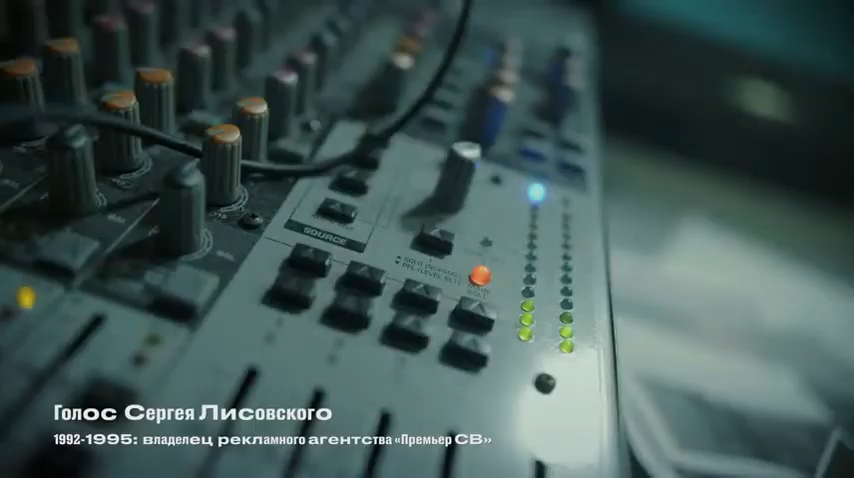 SOURCE
Голос Сергея Лисовского
1992-1995: владелец рекламного агентства «Премьер СВ»